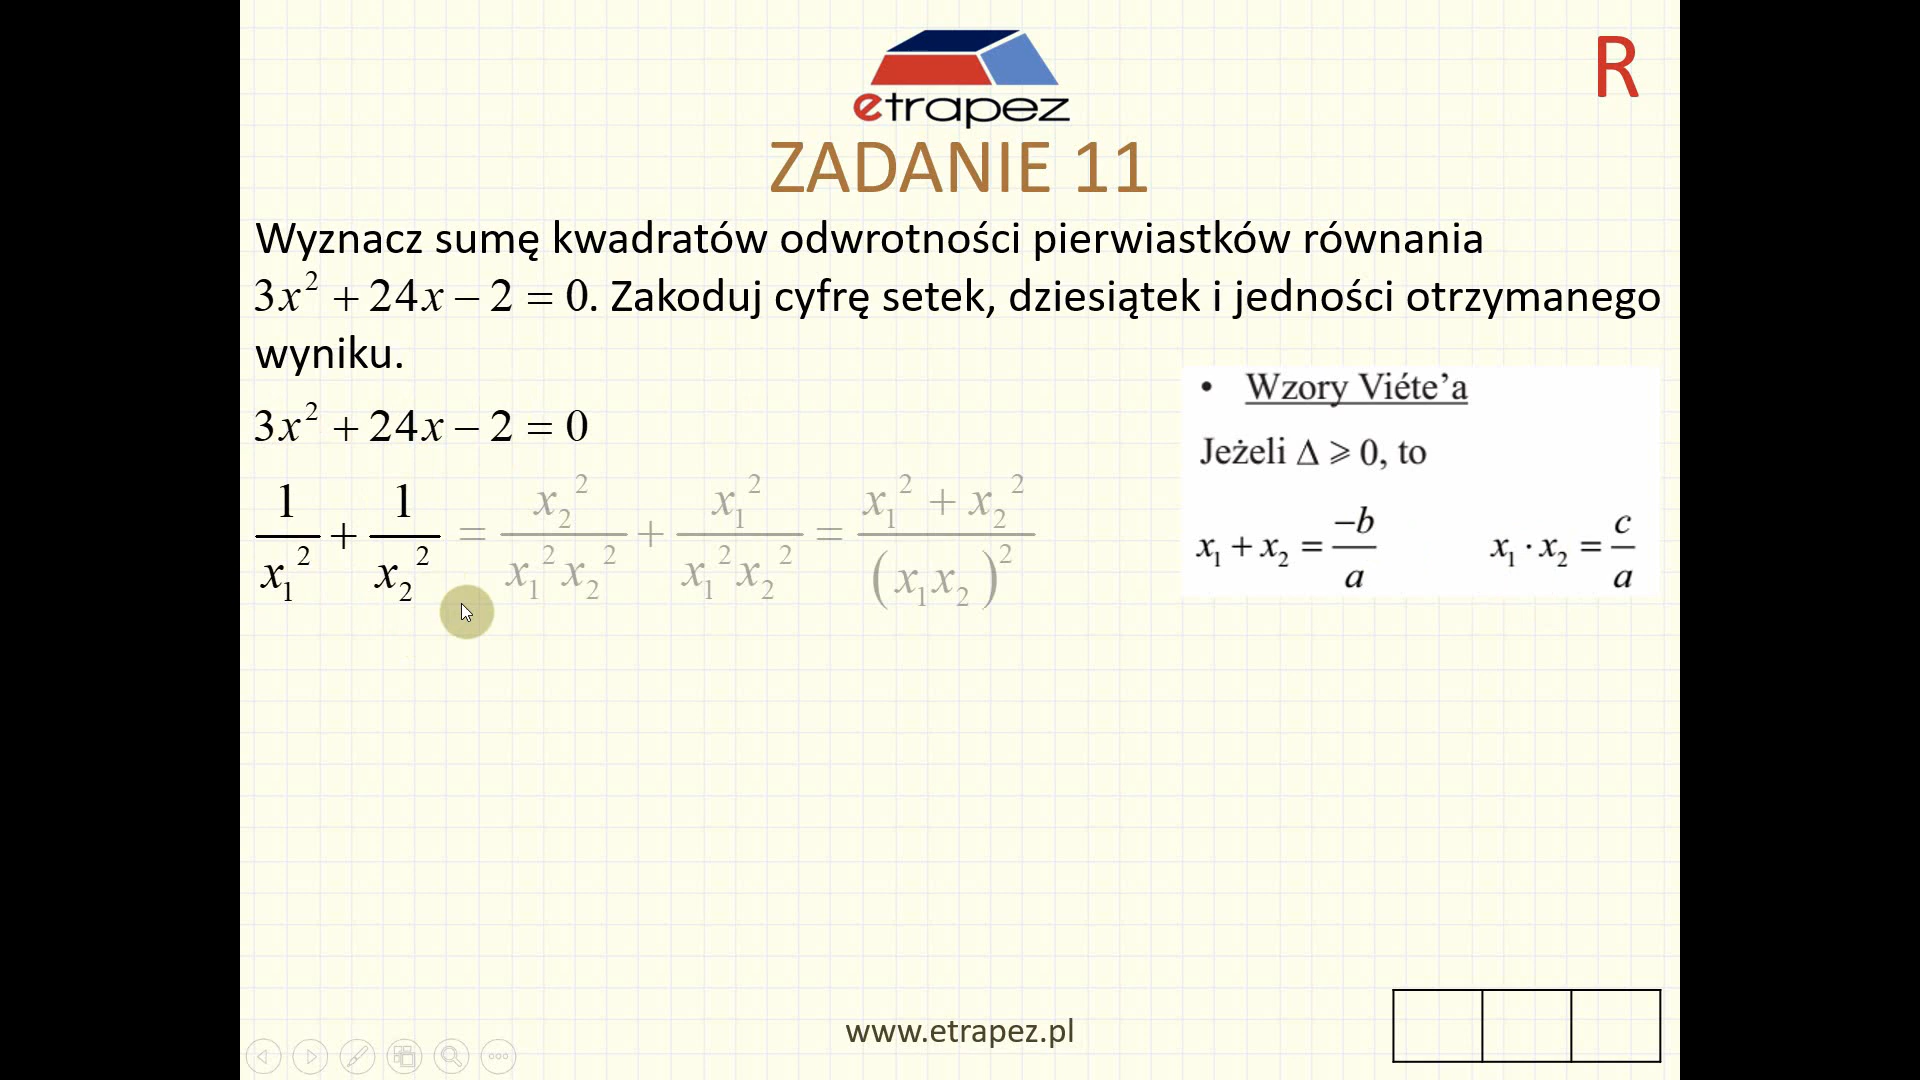 R
etrapez
ZADANIE 11
Wyznacz sumę kwadratów odwrotności pierwiastków równania
3x² + 24x − 2 = 0. Zakoduj cyfrę setek, dziesiątek i jedności otrzymanego
wyniku.
3x² + 24x − 2 = 0
1/x₁² + 1/x₂² = x₂²/(x₁²x₂²) + x₁²/(x₁²x₂²) = (x₁² + x₂²)/(x₁x₂)²
• Wzory Viéte’a
Jeżeli Δ ⩾ 0, to
x₁ + x₂ = −b/a x₁ · x₂ = c/a
www.etrapez.pl